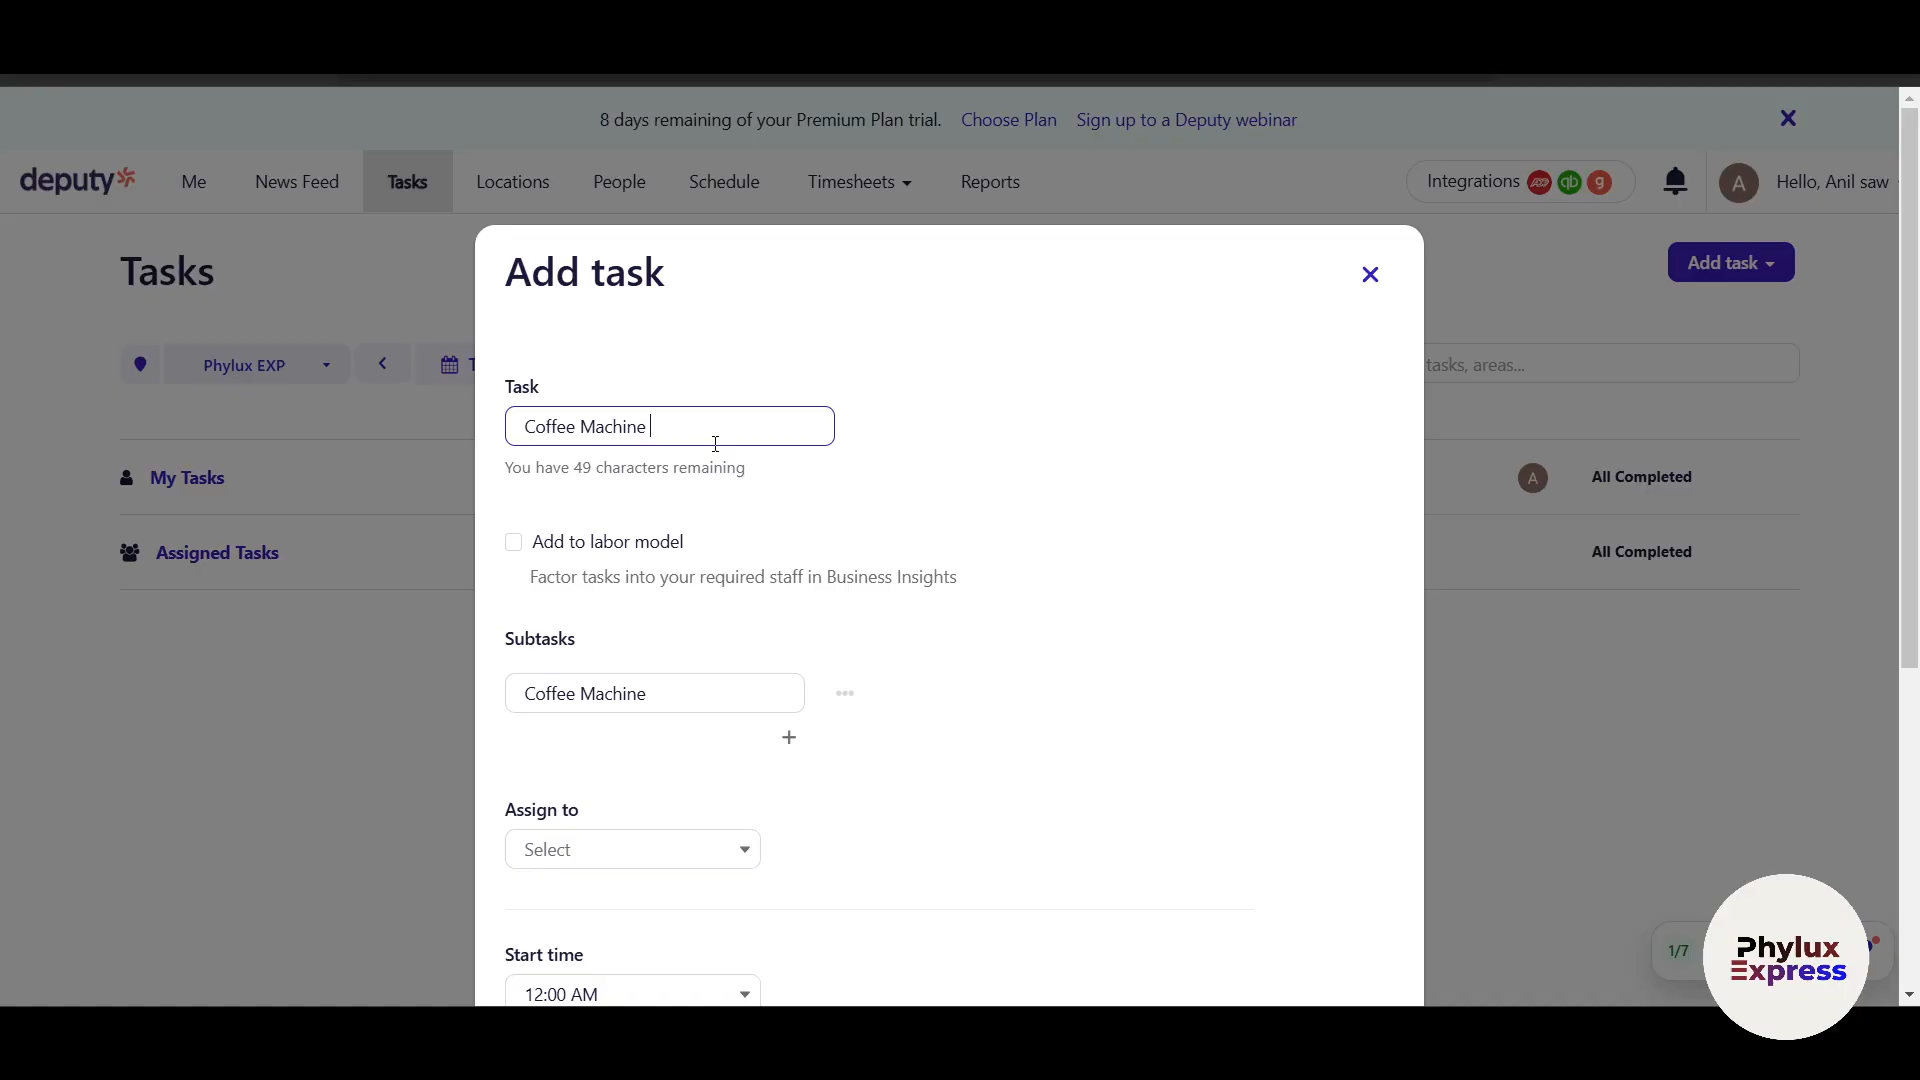 8 days remaining of your Premium Plan trial. Choose Plan Sign up to a Deputy webinar
deputy Me News Feed Tasks Locations People Schedule Timesheets Reports Integrations qb g A Hello, Anil saw
Tasks
Add task
Add task
Phylux EXP
T
tasks, areas...
Task
Coffee Machine
You have 49 characters remaining
My Tasks
A All Completed
Add to labor model
Assigned Tasks
All Completed
Factor tasks into your required staff in Business Insights
Subtasks
Coffee Machine
Assign to
Select
Start time
12:00 AM
1/7
Phylux
Express